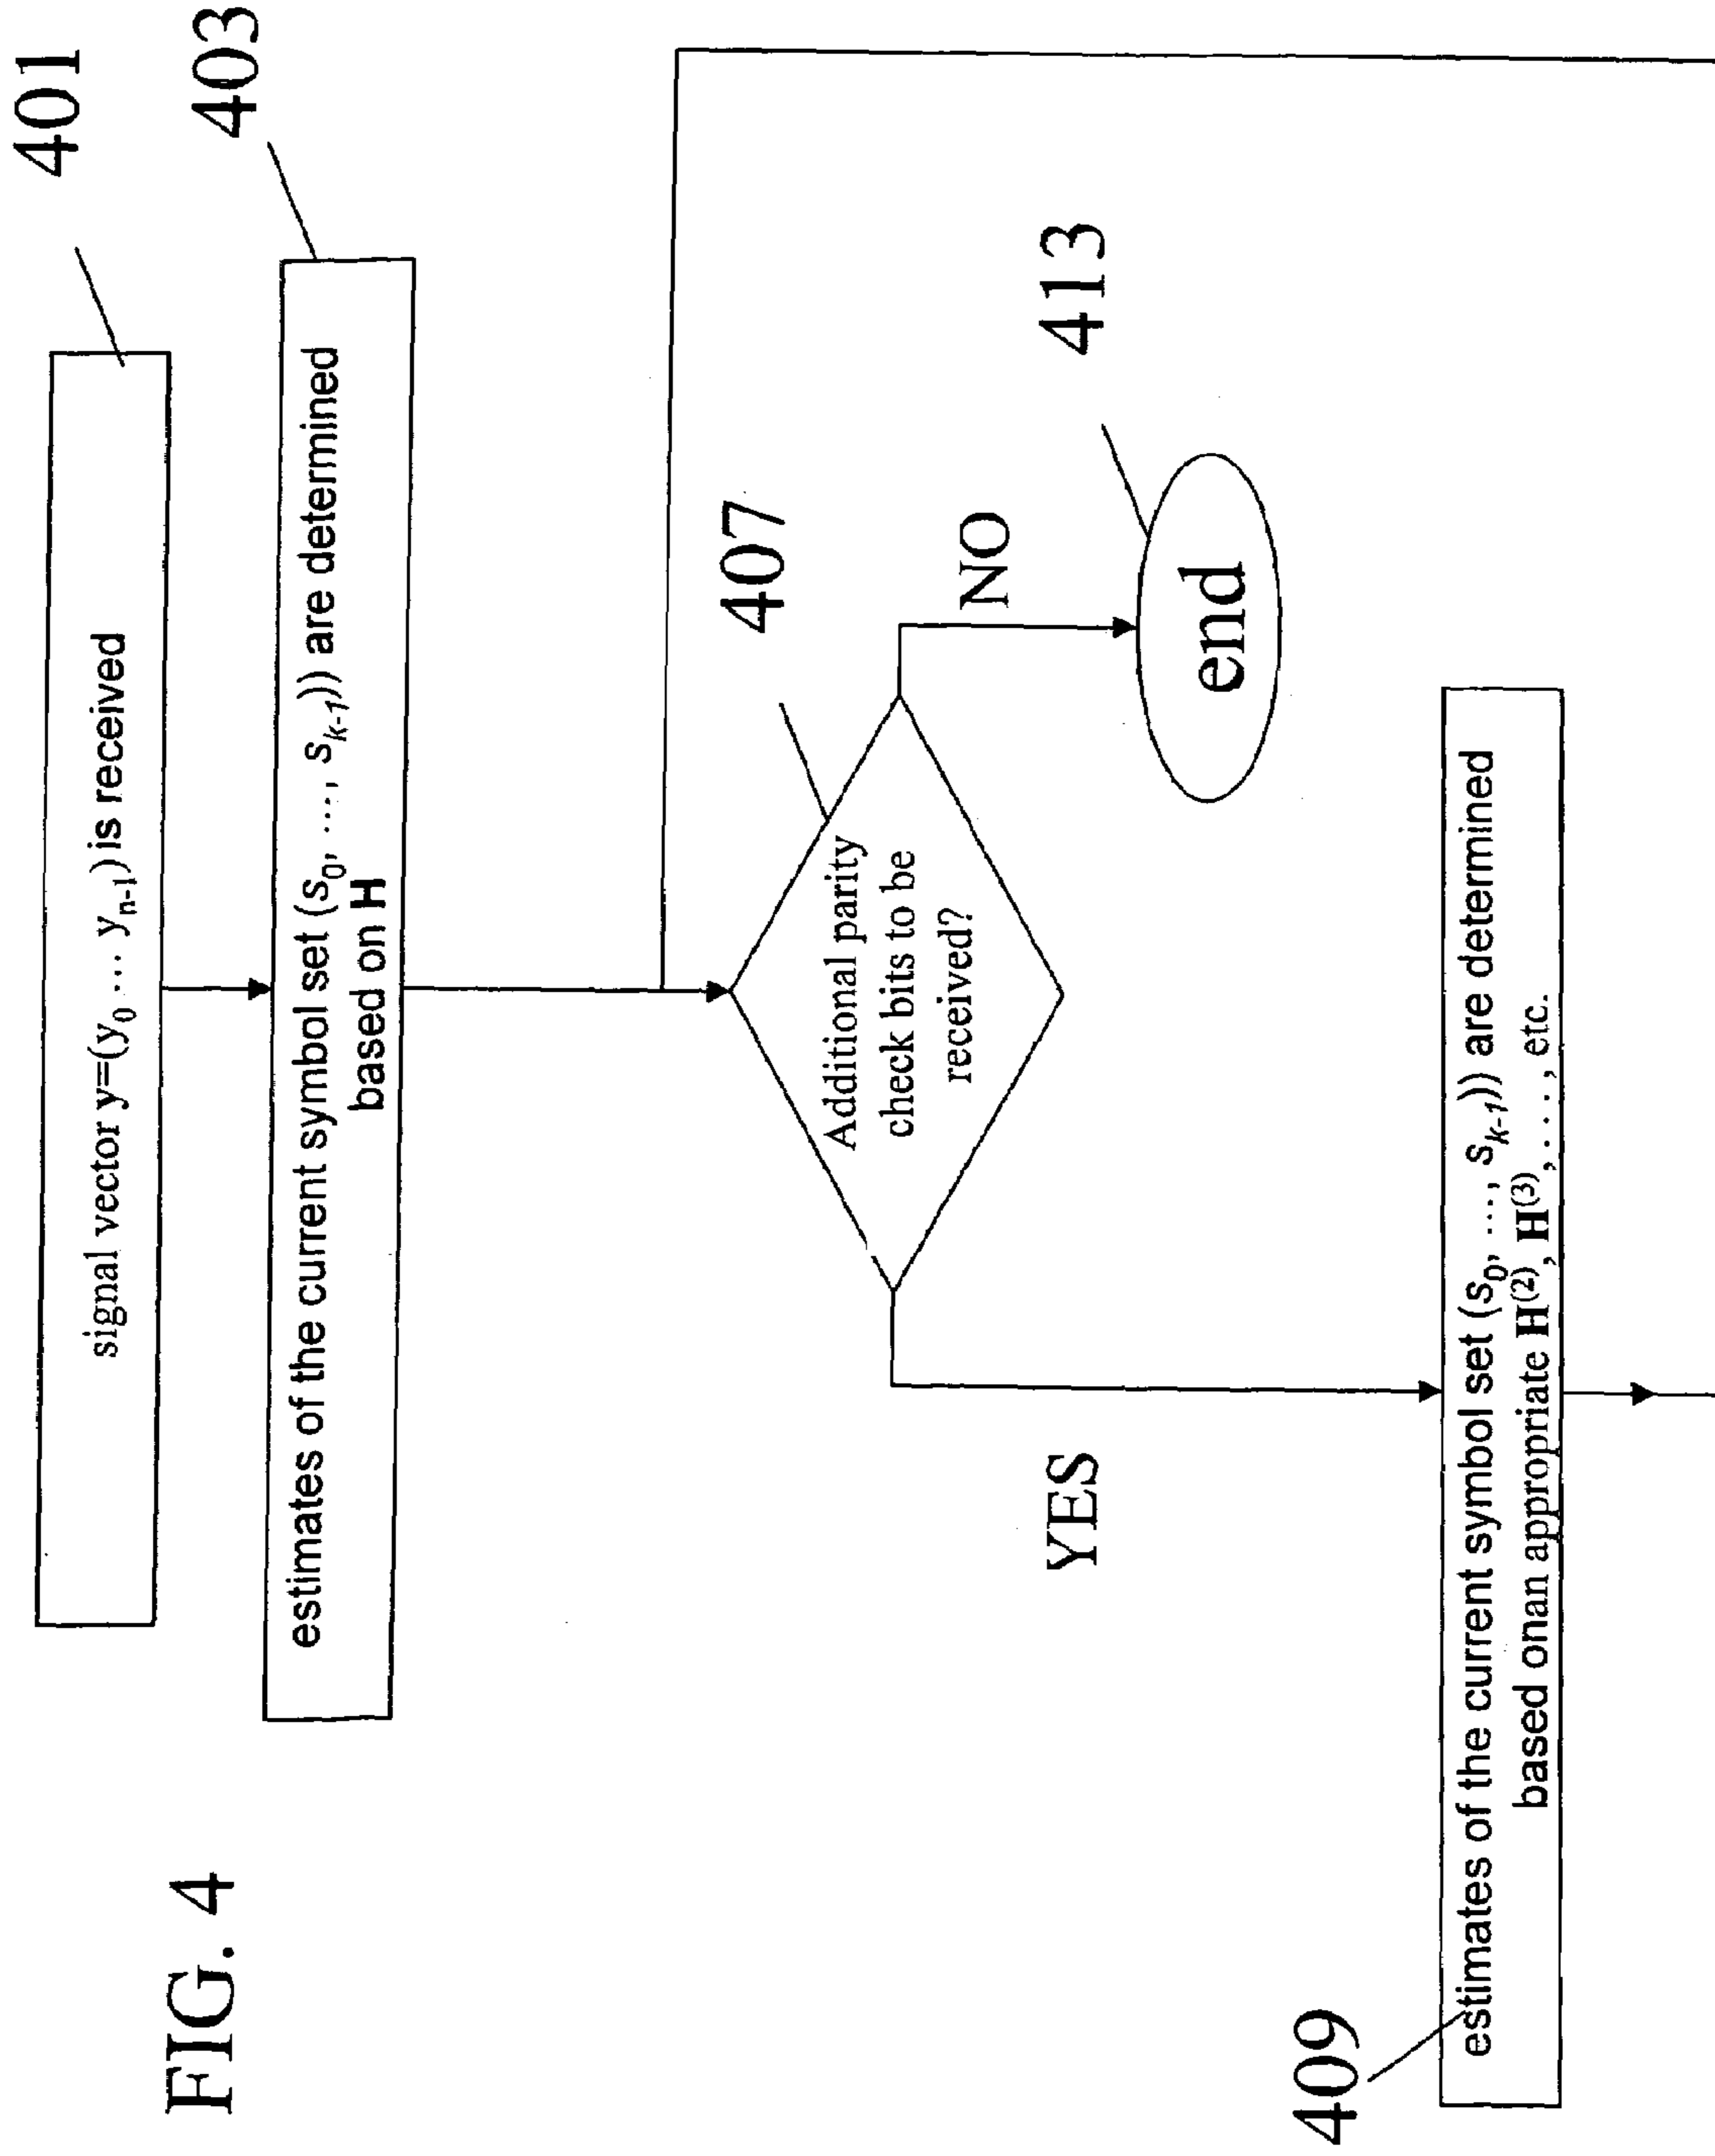 FIG. 4
401
signal vector y=(y0 ... yn-1) is received
403
estimates of the current symbol set (s0, ..., sk-1)) are determined
based on H
407
Additional parity
check bits to be
received?
YES
NO
413
end
409
estimates of the current symbol set (s0, ..., sk-1)) are determined
based onan appropriate H(2), H(3), ...., etc.